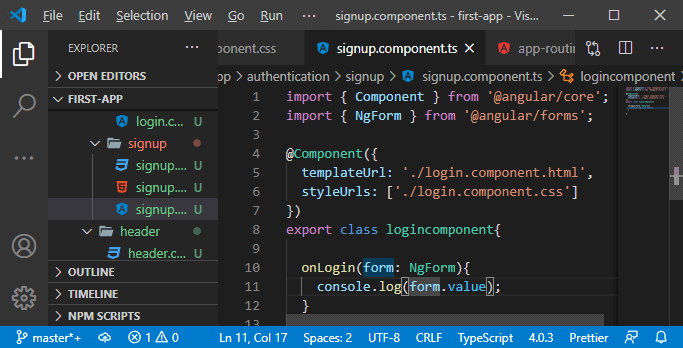 File Edit Selection View Go Run ··· signup.component.ts - first-app - Vis...
EXPLORER ···
ponent.css signup.component.ts app-routin
OPEN EDITORS
pp > authentication > signup > signup.component.ts > logincomponent
FIRST-APP
login.c... U
signup
signup.... U
signup.... U
signup.... U
header
header.c... U
OUTLINE
TIMELINE
NPM SCRIPTS
1 import { Component } from '@angular/core';
2 import { NgForm } from '@angular/forms';
3
4 @Component({
5 templateUrl: './login.component.html',
6 styleUrls: ['./login.component.css']
7 })
8 export class logincomponent{
9
10 onLogin(form: NgForm){
11 console.log(form.value);
12 }
13
master*+ 1 0 Ln 11, Col 17 Spaces: 2 UTF-8 CRLF TypeScript 4.0.3 Prettier